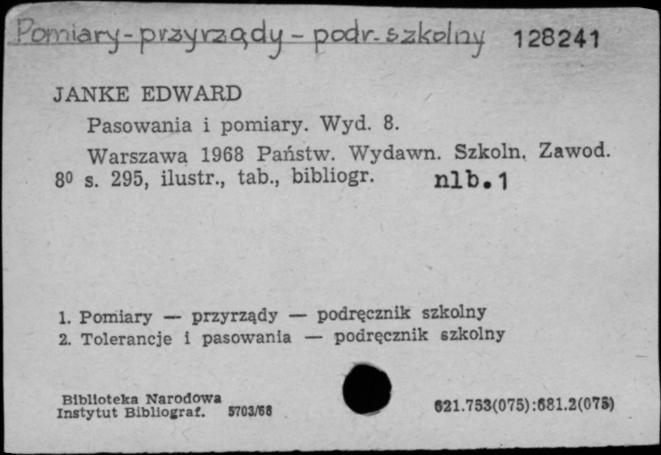 Pomiary-przyrządy - podr. szkolny 128241
JANKE EDWARD
Pasowania i pomiary. Wyd. 8.
Warszawa 1968 Państw. Wydawn. Szkoln. Zawod.
8º s. 295, ilustr., tab., bibliogr. nlb.1
1. Pomiary — przyrządy — podręcznik szkolny
2. Tolerancje i pasowania — podręcznik szkolny
Biblioteka Narodowa
Instytut Bibliograf. 5703/68
621.753(075):681.2(075)